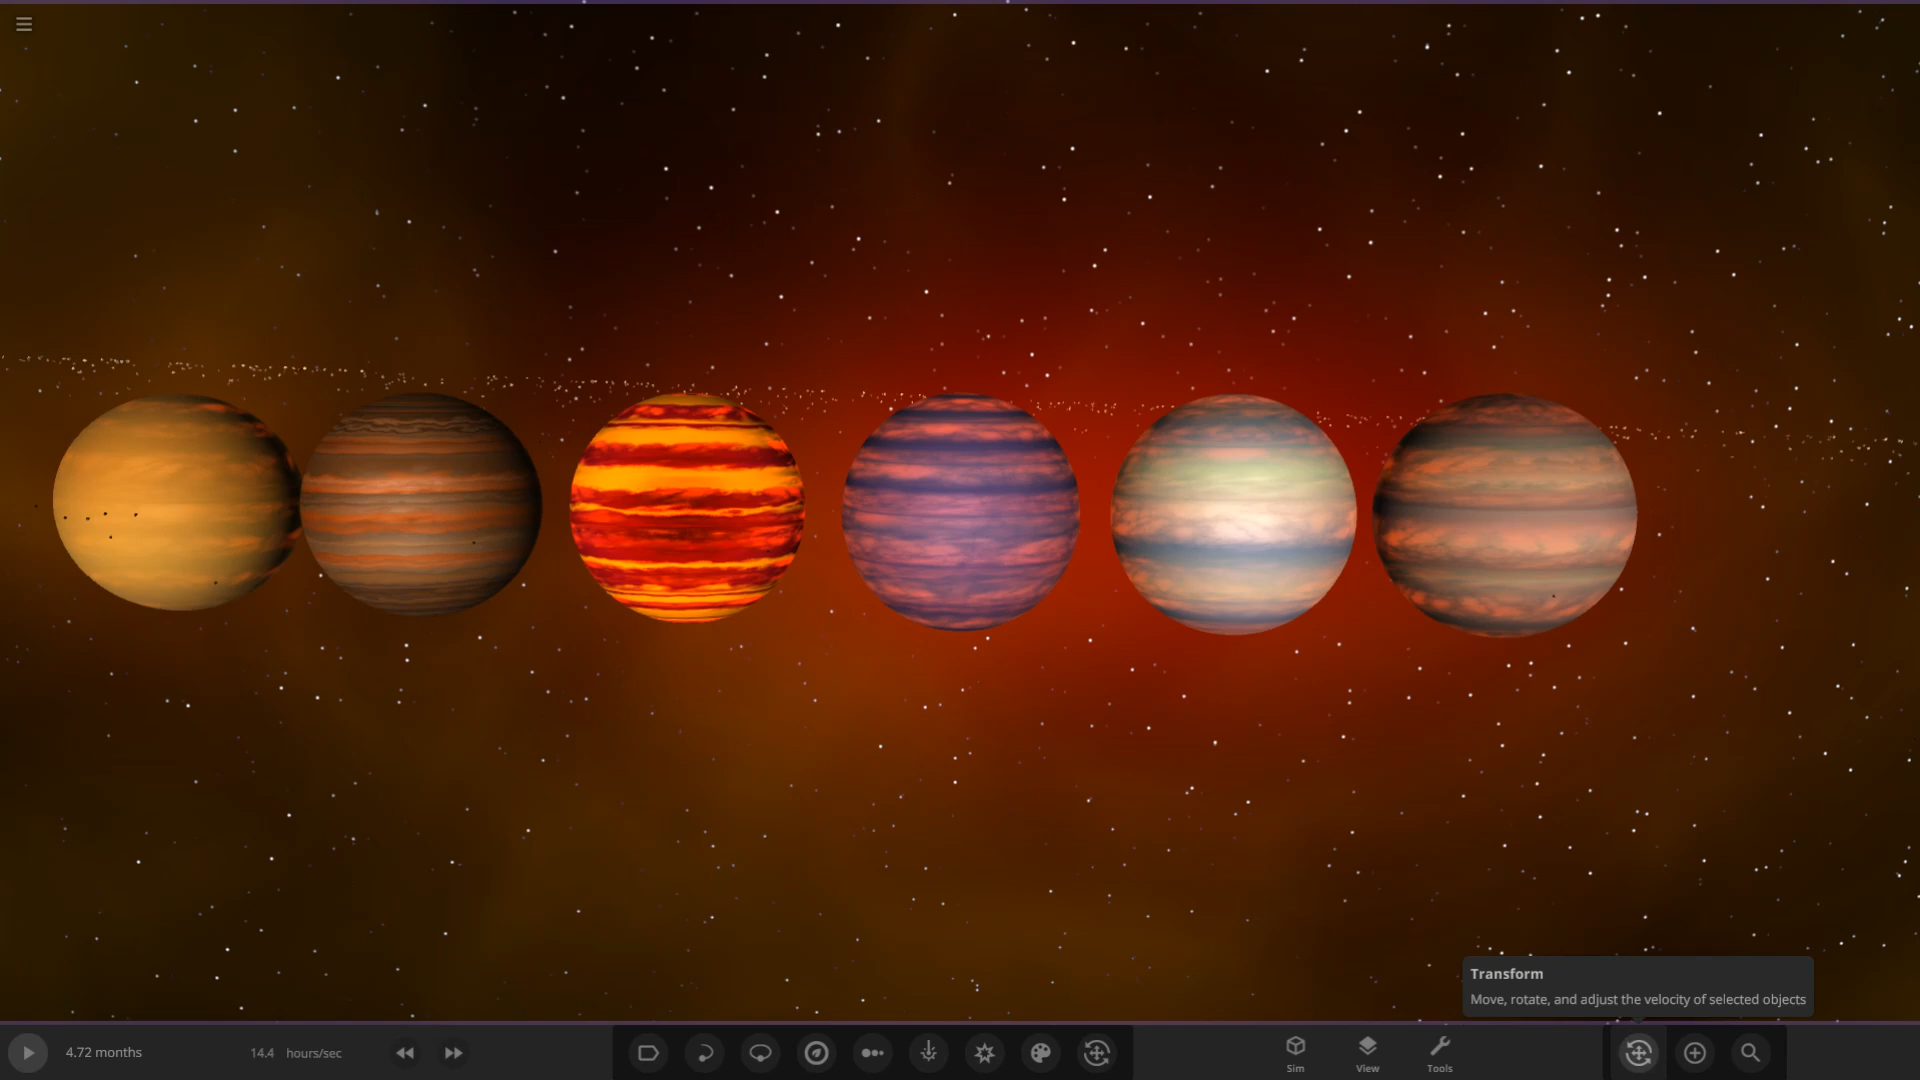 Transform
Move, rotate, and adjust the velocity of selected objects
4.72 months
14.4 hours/sec
Sim
View
Tools